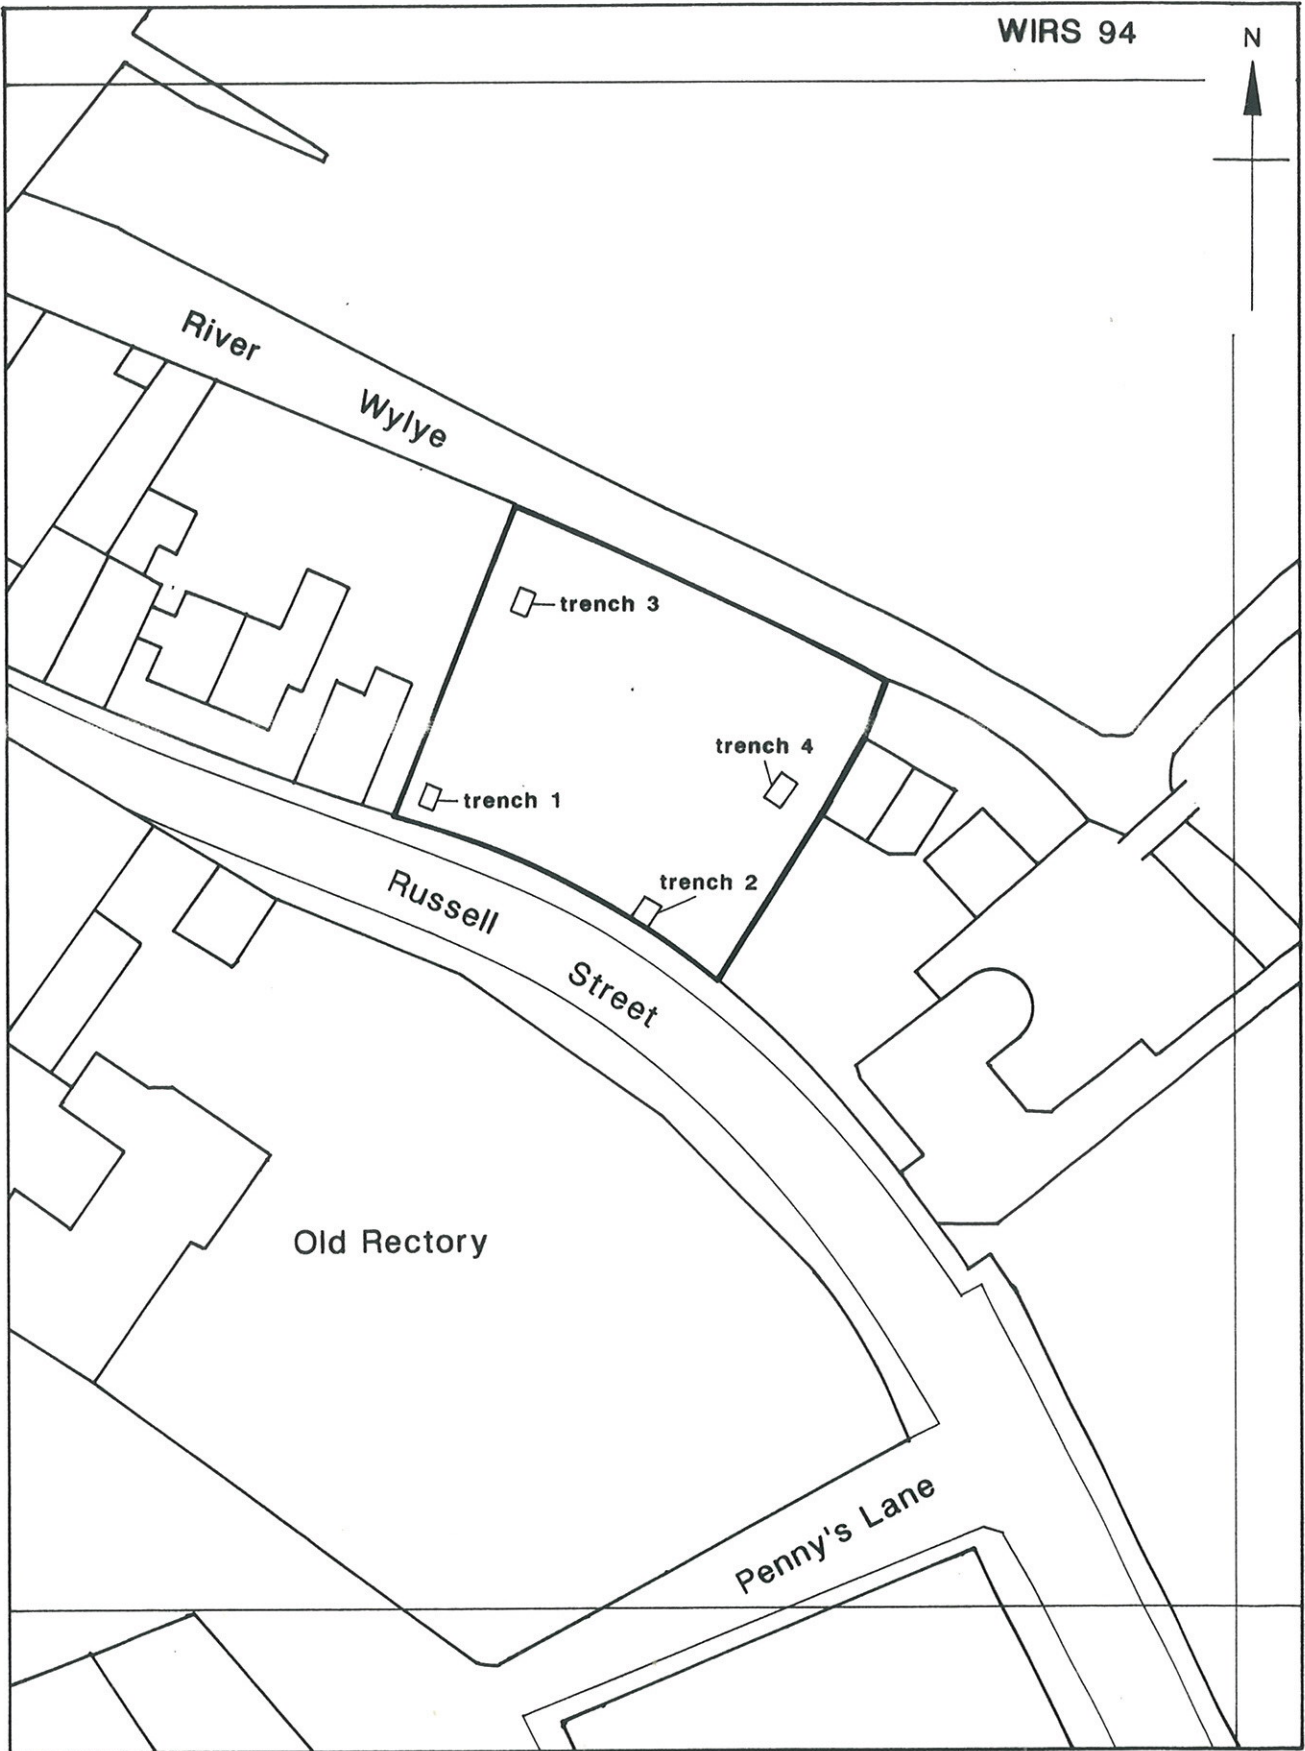 WIRS 94
N
River
Wylye
trench 3
trench 4
trench 1
trench 2
Russell
Street
Old Rectory
Penny's Lane